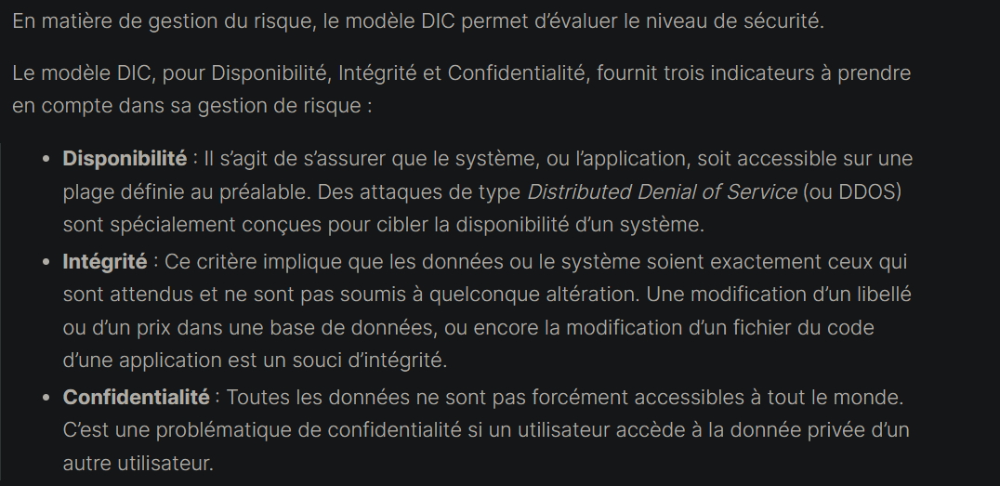 En matière de gestion du risque, le modèle DIC permet d’évaluer le niveau de sécurité.
Le modèle DIC, pour Disponibilité, Intégrité et Confidentialité, fournit trois indicateurs à prendre
en compte dans sa gestion de risque :
• Disponibilité : Il s’agit de s’assurer que le système, ou l’application, soit accessible sur une
plage définie au préalable. Des attaques de type Distributed Denial of Service (ou DDOS)
sont spécialement conçues pour cibler la disponibilité d’un système.
• Intégrité : Ce critère implique que les données ou le système soient exactement ceux qui
sont attendus et ne sont pas soumis à quelconque altération. Une modification d’un libellé
ou d’un prix dans une base de données, ou encore la modification d’un fichier du code
d’une application est un souci d’intégrité.
• Confidentialité : Toutes les données ne sont pas forcément accessibles à tout le monde.
C’est une problématique de confidentialité si un utilisateur accède à la donnée privée d’un
autre utilisateur.